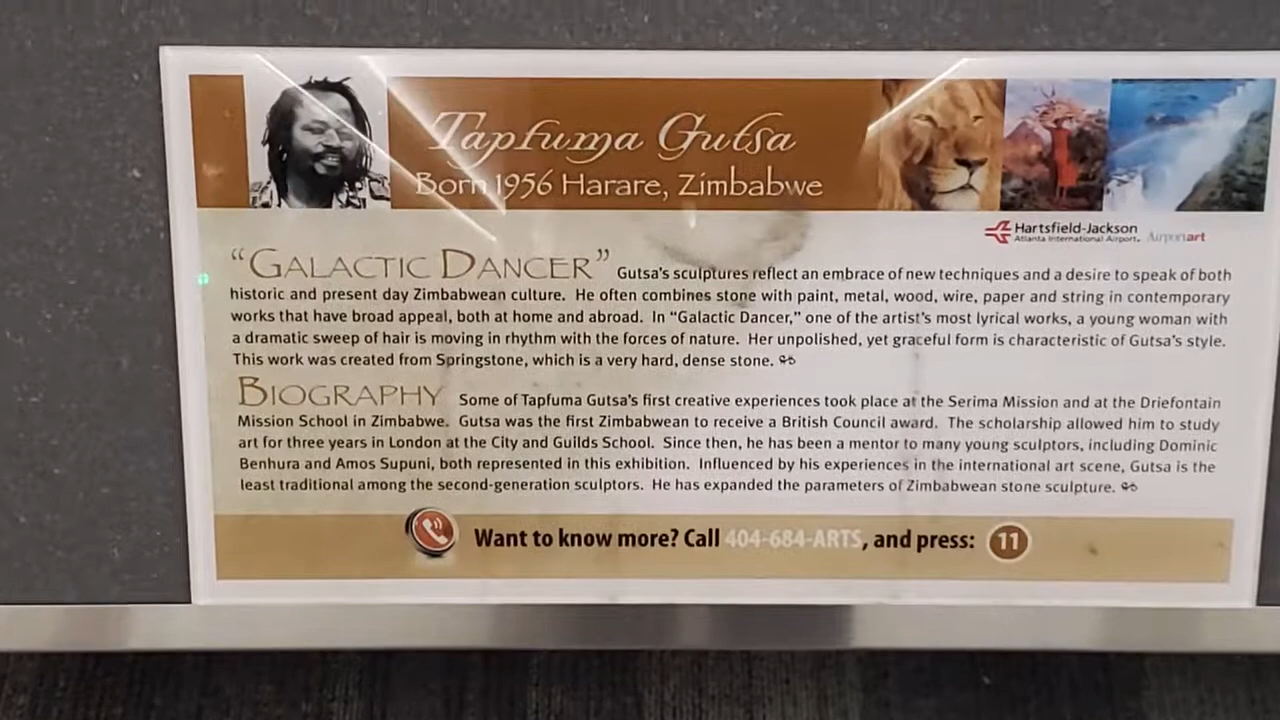 Tapfuma Gutsa
Born 1956 Harare, Zimbabwe
Hartsfield-Jackson
Atlanta International Airport.
Airportart
“GALACTIC DANCER” Gutsa’s sculptures reflect an embrace of new techniques and a desire to speak of both
historic and present day Zimbabwean culture. He often combines stone with paint, metal, wood, wire, paper and string in contemporary
works that have broad appeal, both at home and abroad. In “Galactic Dancer,” one of the artist’s most lyrical works, a young woman with
a dramatic sweep of hair is moving in rhythm with the forces of nature. Her unpolished, yet graceful form is characteristic of Gutsa’s style.
This work was created from Springstone, which is a very hard, dense stone.
BIOGRAPHY Some of Tapfuma Gutsa’s first creative experiences took place at the Serima Mission and at the Driefontain
Mission School in Zimbabwe. Gutsa was the first Zimbabwean to receive a British Council award. The scholarship allowed him to study
art for three years in London at the City and Guilds School. Since then, he has been a mentor to many young sculptors, including Dominic
Benhura and Amos Supuni, both represented in this exhibition. Influenced by his experiences in the international art scene, Gutsa is the
least traditional among the second-generation sculptors. He has expanded the parameters of Zimbabwean stone sculpture.
Want to know more? Call 404-684-ARTS, and press: 11